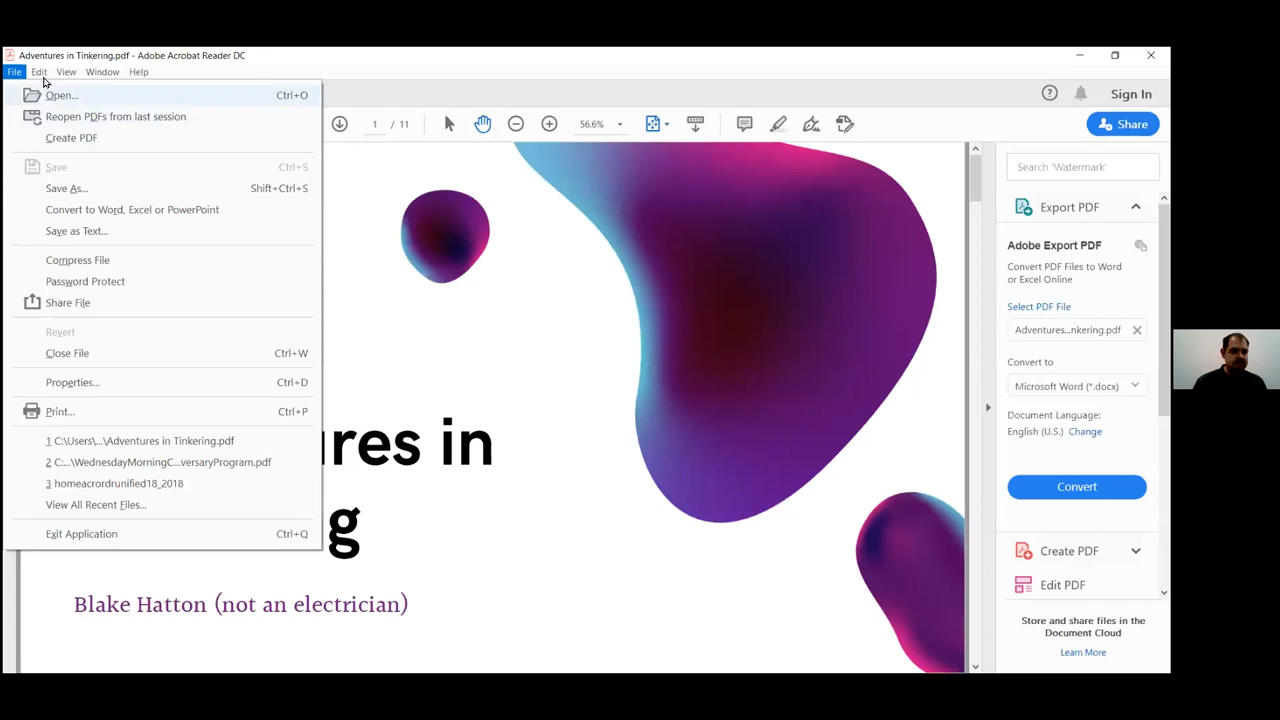 Adventures in Tinkering.pdf - Adobe Acrobat Reader DC
File Edit View Window Help
Open... Ctrl+O
Reopen PDFs from last session
Create PDF
Save Ctrl+S
Save As... Shift+Ctrl+S
Convert to Word, Excel or PowerPoint
Save as Text...
Compress File
Password Protect
Share File
Revert
Close File Ctrl+W
Properties... Ctrl+D
Print... Ctrl+P
1 C:\Users\...\Adventures in Tinkering.pdf
2 C:...\WednesdayMorningC...versaryProgram.pdf
3 homeacrordrunified18_2018
View All Recent Files...
Exit Application Ctrl+Q
Sign In
1 / 11 56.6%
Share
ures in
g
Blake Hatton (not an electrician)
Search 'Watermark'
Export PDF
Adobe Export PDF
Convert PDF Files to Word
or Excel Online
Select PDF File
Adventures...nkering.pdf
Convert to
Microsoft Word (*.docx)
Document Language:
English (U.S.) Change
Convert
Create PDF
Edit PDF
Store and share files in the
Document Cloud
Learn More